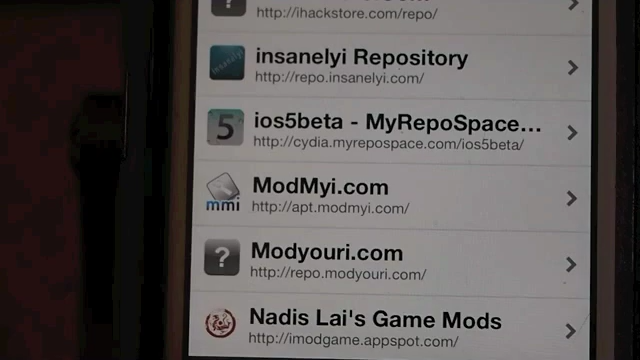 http://ihackstore.com/repo/
insanelyi Repository
http://repo.insanelyi.com/
5
ios5beta - MyRepoSpace...
http://cydia.myrepospace.com/ios5beta/
ModMyi.com
mmi
http://apt.modmyi.com/
?
Modyouri.com
http://repo.modyouri.com/
Nadis Lai's Game Mods
http://imodgame.appspot.com/